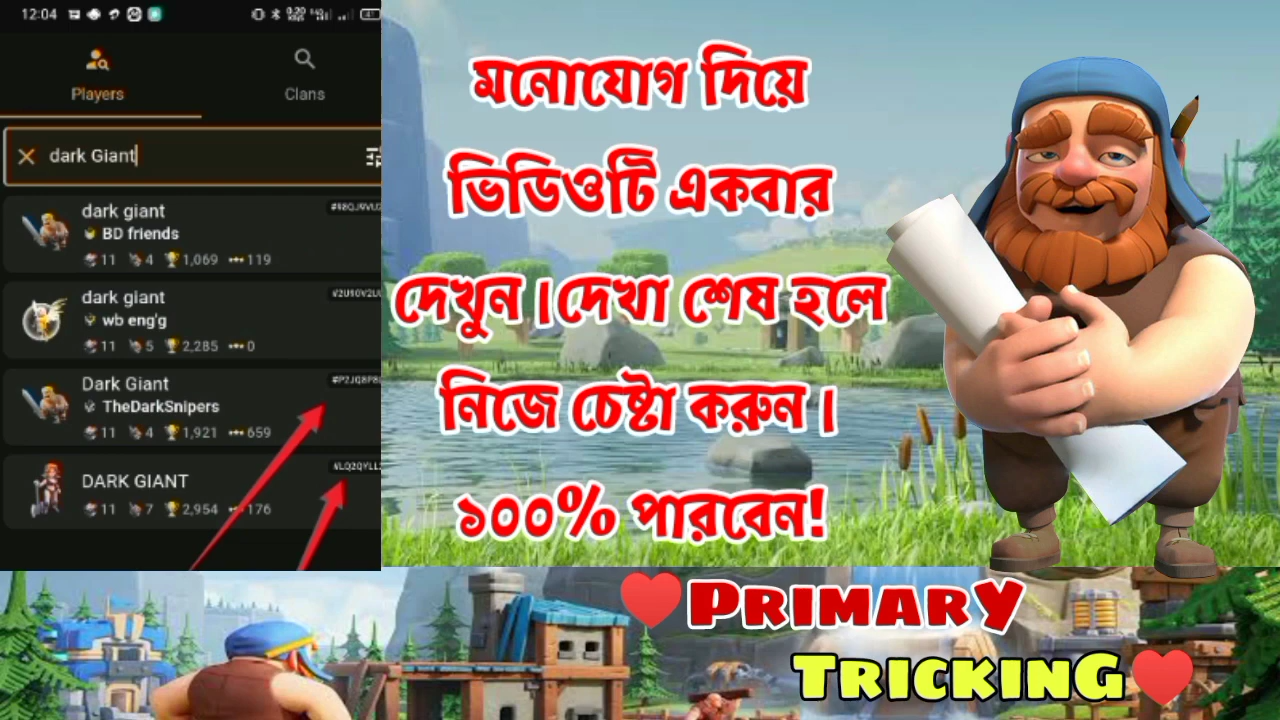 12:04
Players
Clans
dark Giant
dark giant
BD friends
11 4 1,069 119
dark giant
wb eng'g
11 5 2,285 0
Dark Giant
TheDarkSnipers
11 4 1,921 659
DARK GIANT
11 7 2,954 176
মনোযোগ দিয়ে
ভিডিওটি একবার
দেখুন।দেখা শেষ হলে
নিজে চেষ্টা করুন।
১০০% পারবেন!
PRIMARY
TRICKING